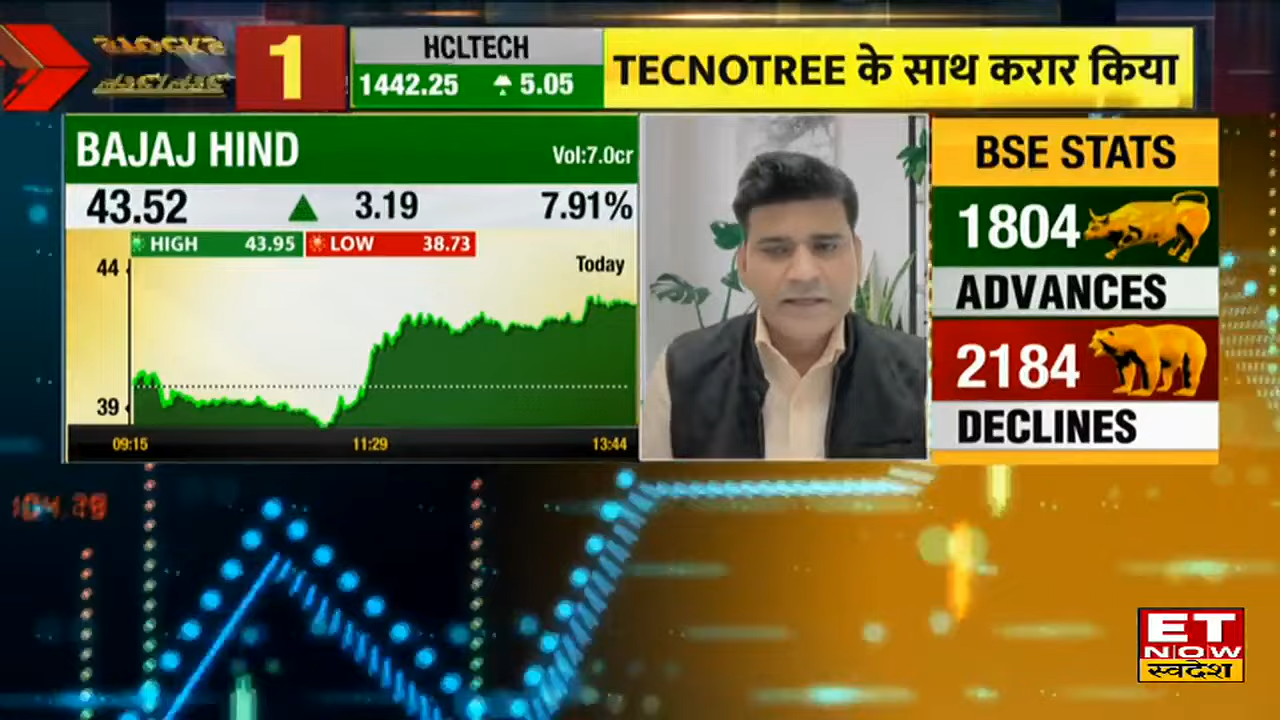 1
HCLTECH
1442.25 5.05
TECNOTREE के साथ करार किया
BAJAJ HIND
Vol:7.0cr
43.52 ▲ 3.19 7.91%
HIGH 43.95 LOW 38.73
Today
44
39
09:15 11:29 13:44
BSE STATS
1804
ADVANCES
2184
DECLINES
ET
NOW
स्वदेश